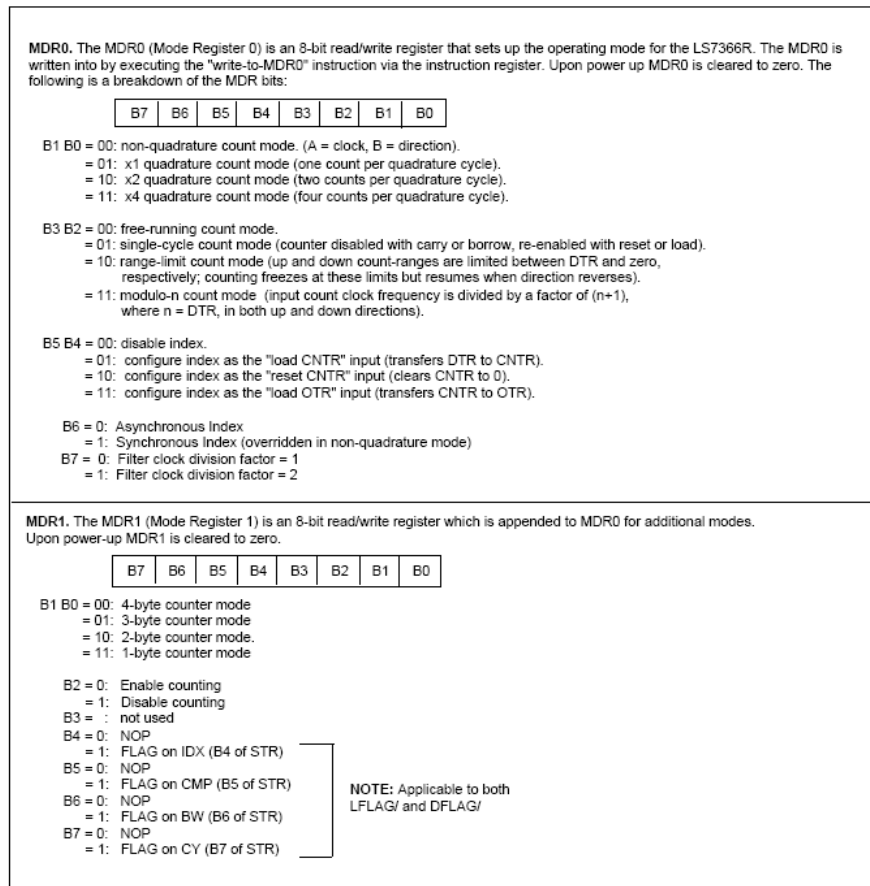 MDR0. The MDR0 (Mode Register 0) is an 8-bit read/write register that sets up the operating mode for the LS7366R. The MDR0 is
written into by executing the "write-to-MDR0" instruction via the instruction register. Upon power up MDR0 is cleared to zero. The
following is a breakdown of the MDR bits:
B7 B6 B5 B4 B3 B2 B1 B0
B1 B0 = 00: non-quadrature count mode. (A = clock, B = direction).
= 01: x1 quadrature count mode (one count per quadrature cycle).
= 10: x2 quadrature count mode (two counts per quadrature cycle).
= 11: x4 quadrature count mode (four counts per quadrature cycle).
B3 B2 = 00: free-running count mode.
= 01: single-cycle count mode (counter disabled with carry or borrow, re-enabled with reset or load).
= 10: range-limit count mode (up and down count-ranges are limited between DTR and zero,
respectively; counting freezes at these limits but resumes when direction reverses).
= 11: modulo-n count mode (input count clock frequency is divided by a factor of (n+1),
where n = DTR, in both up and down directions).
B5 B4 = 00: disable index.
= 01: configure index as the "load CNTR" input (transfers DTR to CNTR).
= 10: configure index as the "reset CNTR" input (clears CNTR to 0).
= 11: configure index as the "load OTR" input (transfers CNTR to OTR).
B6 = 0: Asynchronous Index
= 1: Synchronous Index (overridden in non-quadrature mode)
B7 = 0: Filter clock division factor = 1
= 1: Filter clock division factor = 2
MDR1. The MDR1 (Mode Register 1) is an 8-bit read/write register which is appended to MDR0 for additional modes.
Upon power-up MDR1 is cleared to zero.
B7 B6 B5 B4 B3 B2 B1 B0
B1 B0 = 00: 4-byte counter mode
= 01: 3-byte counter mode
= 10: 2-byte counter mode.
= 11: 1-byte counter mode
B2 = 0: Enable counting
= 1: Disable counting
B3 = : not used
B4 = 0: NOP
= 1: FLAG on IDX (B4 of STR)
B5 = 0: NOP
= 1: FLAG on CMP (B5 of STR)
B6 = 0: NOP
= 1: FLAG on BW (B6 of STR)
B7 = 0: NOP
= 1: FLAG on CY (B7 of STR)
NOTE: Applicable to both
LFLAG/ and DFLAG/